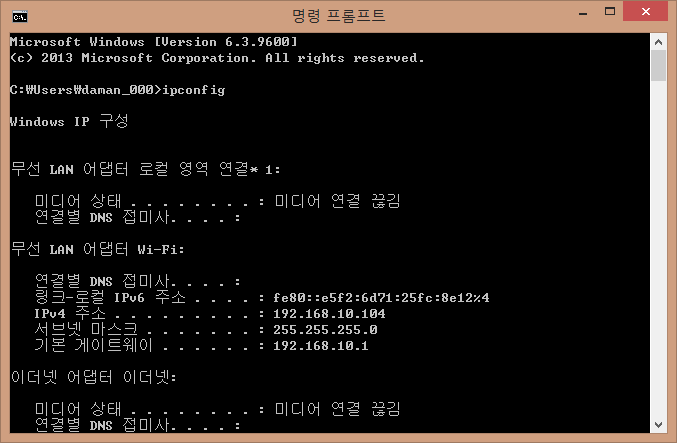 명령 프롬프트
Microsoft Windows [Version 6.3.9600]
(c) 2013 Microsoft Corporation. All rights reserved.
C:₩Users₩daman_000>ipconfig
Windows IP 구성
무선 LAN 어댑터 로컬 영역 연결* 1:
미디어 상태 . . . . . . . . : 미디어 연결 끊김
연결별 DNS 접미사. . . . :
무선 LAN 어댑터 Wi-Fi:
연결별 DNS 접미사. . . . :
링크-로컬 IPv6 주소 . . . . : fe80::e5f2:6d71:25fc:8e12%4
IPv4 주소 . . . . . . . . . : 192.168.10.104
서브넷 마스크 . . . . . . . : 255.255.255.0
기본 게이트웨이 . . . . . . : 192.168.10.1
이더넷 어댑터 이더넷:
미디어 상태 . . . . . . . . : 미디어 연결 끊김
연결별 DNS 접미사. . . . :